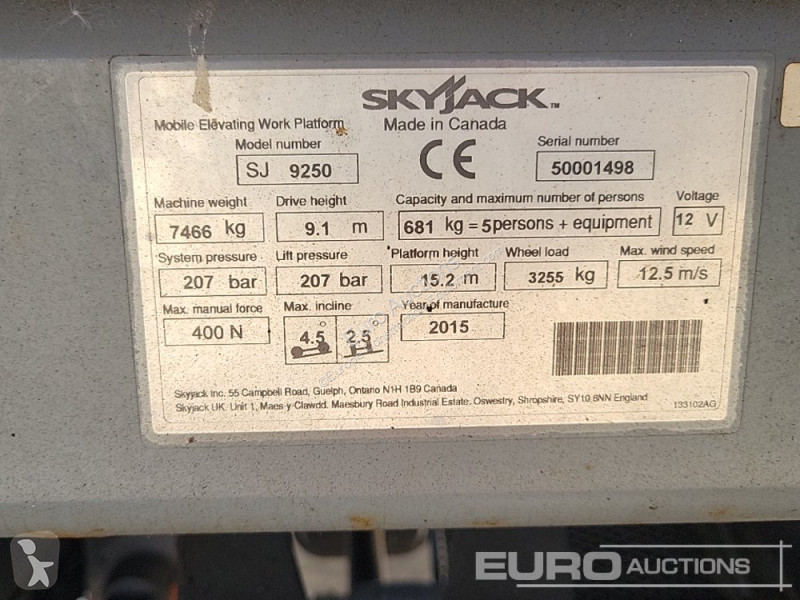 SKYJACK™
Mobile Elevating Work Platform Made in Canada
Model number Serial number
SJ 9250 CE 50001498
Machine weight Drive height Capacity and maximum number of persons Voltage
7466 kg 9.1 m 681 kg = 5persons + equipment 12 V
System pressure Lift pressure Platform height Wheel load Max. wind speed
207 bar 207 bar 15.2 m 3255 kg 12.5 m/s
Max. manual force Max. incline Year of manufacture
400 N 4.5° 2.5° 2015
Skyjack Inc. 55 Campbell Road, Guelph, Ontario N1H 1B9 Canada
Skyjack UK. Unit 1, Maes-y-Clawdd. Maesbury Road Industrial Estate. Oswestry, Shropshire, SY10 8NN England
133102AG
EURO AUCTIONS